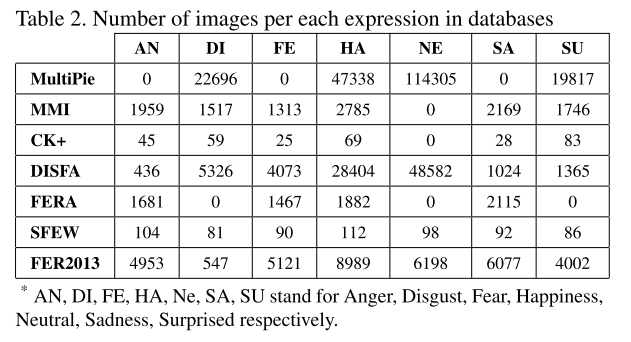 Table 2. Number of images per each expression in databases
AN DI FE HA NE SA SU
MultiPie 0 22696 0 47338 114305 0 19817
MMI 1959 1517 1313 2785 0 2169 1746
CK+ 45 59 25 69 0 28 83
DISFA 436 5326 4073 28404 48582 1024 1365
FERA 1681 0 1467 1882 0 2115 0
SFEW 104 81 90 112 98 92 86
FER2013 4953 547 5121 8989 6198 6077 4002
* AN, DI, FE, HA, Ne, SA, SU stand for Anger, Disgust, Fear, Happiness,
Neutral, Sadness, Surprised respectively.